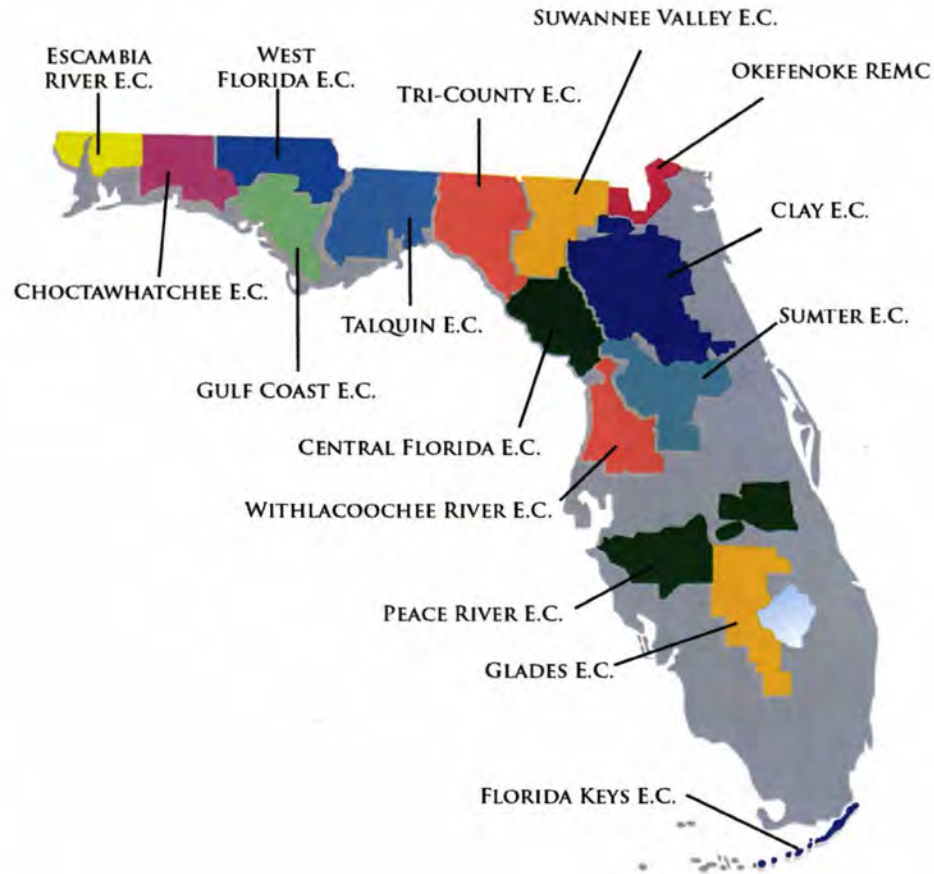 SUWANNEE VALLEY E.C.
ESCAMBIA
RIVER E.C.
WEST
FLORIDA E.C.
OKEFENOKE REMC
TRI-COUNTY E.C.
CLAY E.C.
CHOCTAWHATCHEE E.C.
SUMTER E.C.
TALQUIN E.C.
GULF COAST E.C.
CENTRAL FLORIDA E.C.
WITHLACOOCHEE RIVER E.C.
PEACE RIVER E.C.
GLADES E.C.
FLORIDA KEYS E.C.